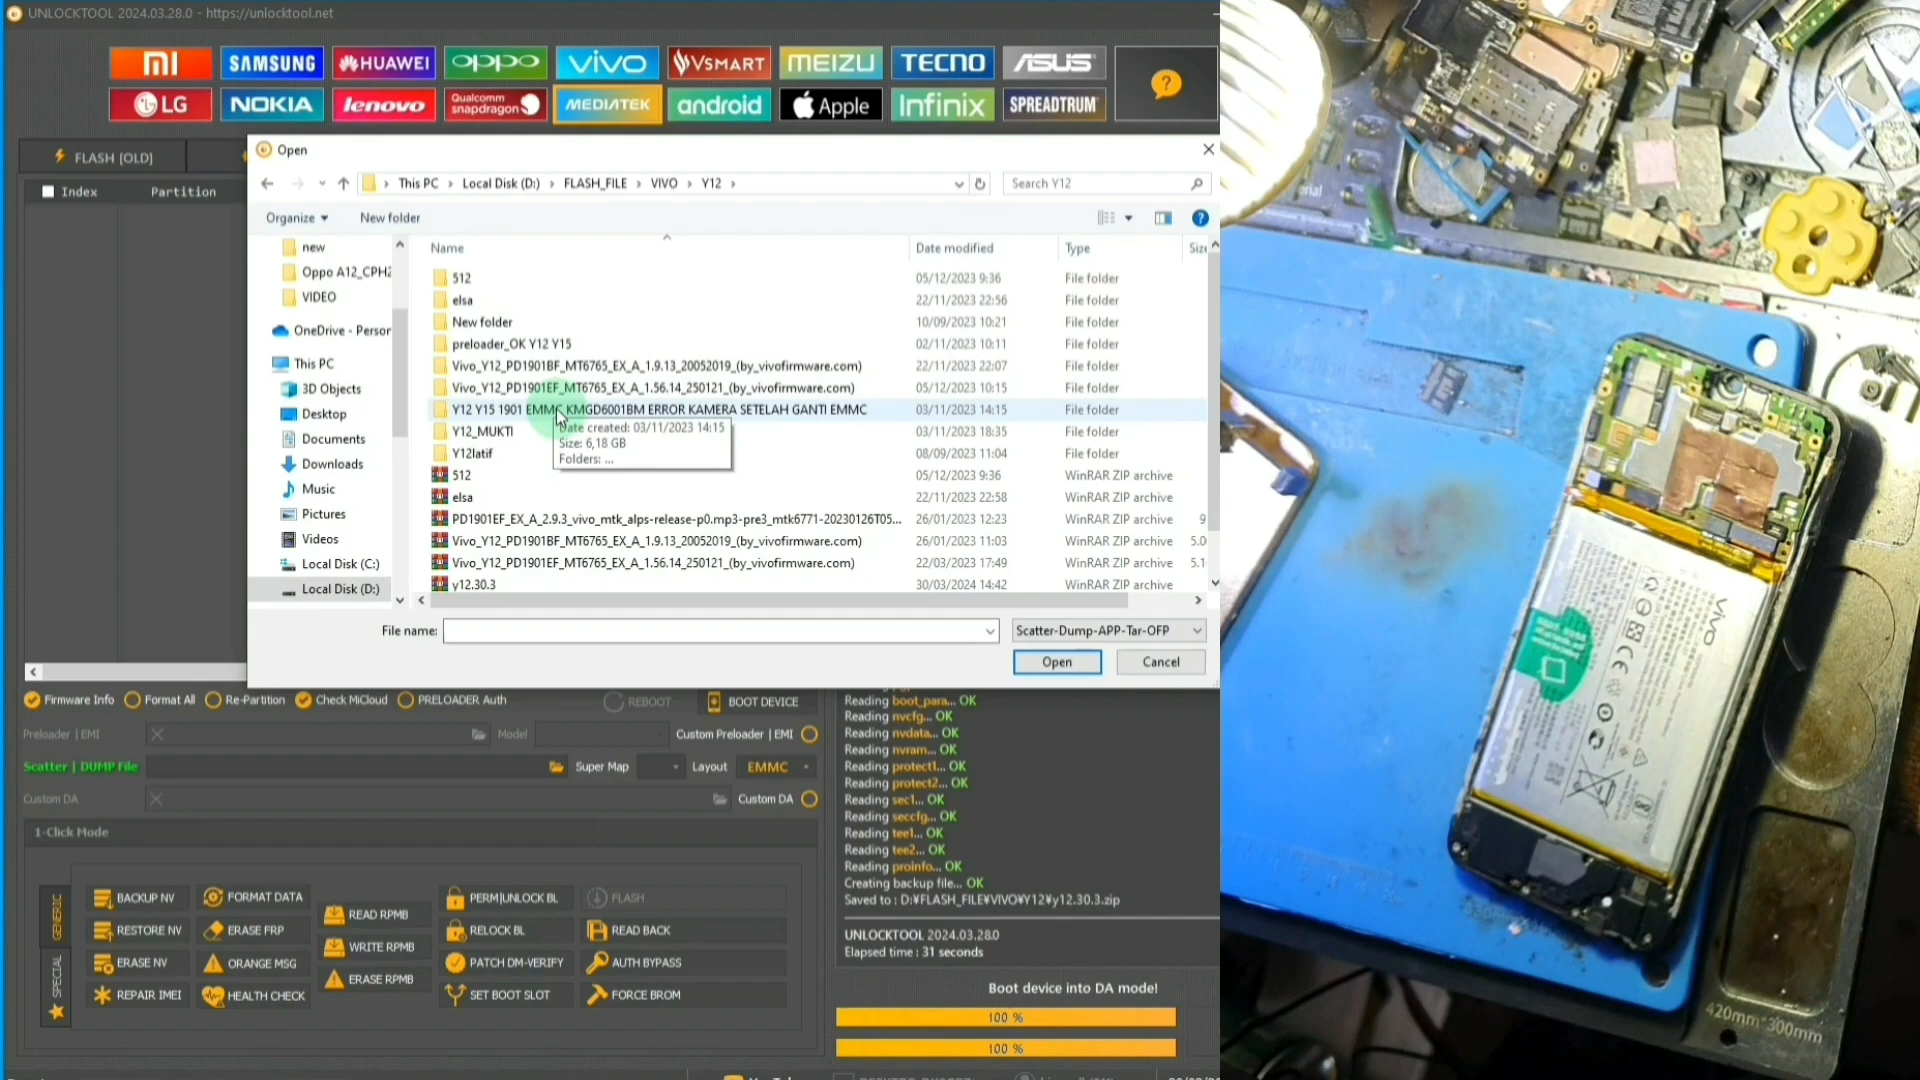 UNLOCKTOOL 2024.03.28.0 - https://unlocktool.net
MI SAMSUNG HUAWEI oppo vivo VSMART MEIZU TECNO ASUS
LG NOKIA lenovo Qualcomm snapdragon MEDIATEK android Apple Infinix SPREADTRUM
FLASH [OLD]
Index Partition
Open
This PC › Local Disk (D:) › FLASH_FILE › VIVO › Y12 ›
Search Y12
Organize New folder
new
Oppo A12_CPH2
VIDEO
OneDrive - Person
This PC
3D Objects
Desktop
Documents
Downloads
Music
Pictures
Videos
Local Disk (C:)
Local Disk (D:)
Name Date modified Type Size
512 05/12/2023 9:36 File folder
elsa 22/11/2023 22:56 File folder
New folder 10/09/2023 10:21 File folder
preloader_OK Y12 Y15 02/11/2023 10:11 File folder
Vivo_Y12_PD1901BF_MT6765_EX_A_1.9.13_20052019_(by_vivofirmware.com) 22/11/2023 22:07 File folder
Vivo_Y12_PD1901EF_MT6765_EX_A_1.56.14_250121_(by_vivofirmware.com) 05/12/2023 10:15 File folder
Y12 Y15 1901 EMMC KMGD6001BM ERROR KAMERA SETELAH GANTI EMMC 03/11/2023 14:15 File folder
Y12_MUKTI 03/11/2023 18:35 File folder
Y12latif 08/09/2023 11:04 File folder
Date created: 03/11/2023 14:15
Size: 6,18 GB
Folders: ...
512 05/12/2023 9:36 WinRAR ZIP archive
elsa 22/11/2023 22:58 WinRAR ZIP archive
PD1901EF_EX_A_2.9.3_vivo_mtk_alps-release-p0.mp3-pre3_mtk6771-20230126T05... 26/01/2023 12:23 WinRAR ZIP archive 9
Vivo_Y12_PD1901BF_MT6765_EX_A_1.9.13_20052019_(by_vivofirmware.com) 26/01/2023 11:03 WinRAR ZIP archive 5.0
Vivo_Y12_PD1901EF_MT6765_EX_A_1.56.14_250121_(by_vivofirmware.com) 22/03/2023 17:49 WinRAR ZIP archive 5.1
y12.30.3 30/03/2024 14:42 WinRAR ZIP archive
File name:
Scatter-Dump-APP-Tar-OFP
Open Cancel
Firmware Info Format All Re-Partition Check MiCloud PRELOADER Auth REBOOT BOOT DEVICE
Preloader | EMI Model Custom Preloader | EMI
Scatter | DUMP File Super Map Layout EMMC
Custom DA Custom DA
1-Click Mode
GENERIC
SPECIAL
BACKUP NV FORMAT DATA READ RPMB PERM|UNLOCK BL FLASH
RESTORE NV ERASE FRP WRITE RPMB RELOCK BL READ BACK
ERASE NV ORANGE MSG ERASE RPMB PATCH DM-VERIFY AUTH BYPASS
REPAIR IMEI HEALTH CHECK SET BOOT SLOT FORCE BROM
Reading boot_para... OK
Reading nvcfg... OK
Reading nvdata... OK
Reading nvram... OK
Reading protect1... OK
Reading protect2... OK
Reading sec1... OK
Reading seccfg... OK
Reading tee1... OK
Reading tee2... OK
Reading proinfo... OK
Creating backup file... OK
Saved to : D:¥FLASH_FILE¥VIVO¥Y12¥y12.30.3.zip
UNLOCKTOOL 2024.03.28.0
Elapsed time : 31 seconds
Boot device into DA mode!
100 %
100 %
vivo
420mm*300mm